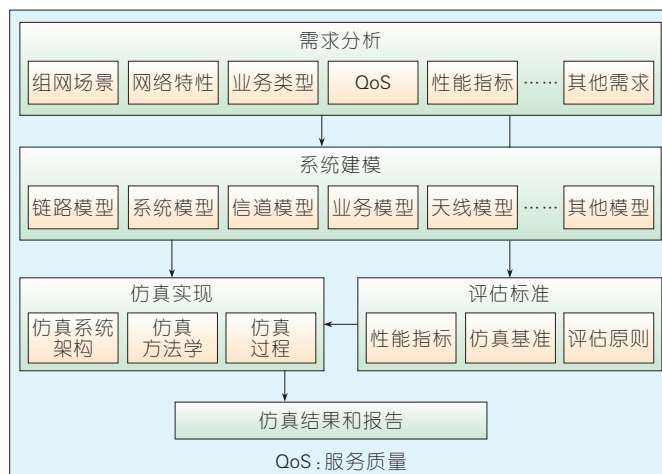 需求分析
组网场景 网络特性 业务类型 QoS 性能指标 …… 其他需求
系统建模
链路模型 系统模型 信道模型 业务模型 天线模型 …… 其他模型
仿真实现
仿真系统
架构
仿真
方法学
仿真
过程
评估标准
性能指标 仿真基准 评估原则
仿真结果和报告
QoS:服务质量